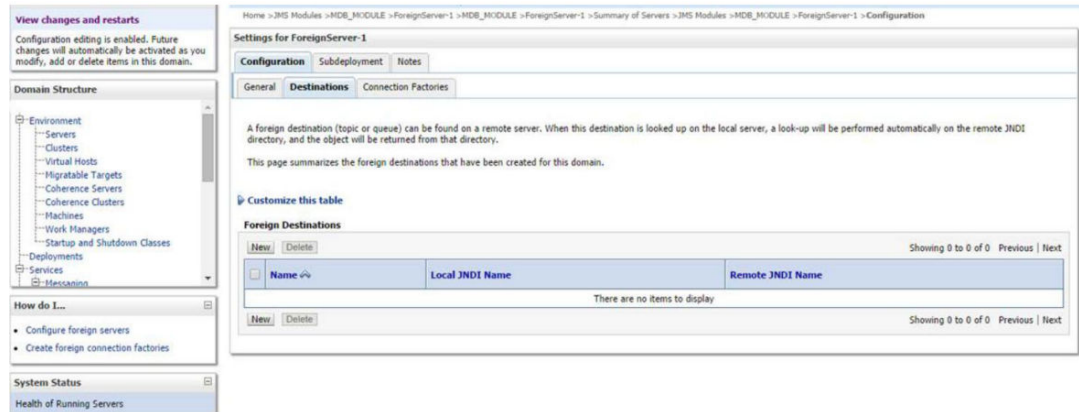 View changes and restarts
Configuration editing is enabled. Future
changes will automatically be activated as you
modify, add or delete items in this domain.
Domain Structure
Environment
Servers
Clusters
Virtual Hosts
Migratable Targets
Coherence Servers
Coherence Clusters
Machines
Work Managers
Startup and Shutdown Classes
Deployments
Services
Messaging
How do I...
Configure foreign servers
Create foreign connection factories
System Status
Health of Running Servers
Home >JMS Modules >MDB_MODULE >ForeignServer-1 >MDB_MODULE >ForeignServer-1 >Summary of Servers >JMS Modules >MDB_MODULE >ForeignServer-1 >Configuration
Settings for ForeignServer-1
Configuration Subdeployment Notes
General Destinations Connection Factories
A foreign destination (topic or queue) can be found on a remote server. When this destination is looked up on the local server, a look-up will be performed automatically on the remote JNDI
directory, and the object will be returned from that directory.
This page summarizes the foreign destinations that have been created for this domain.
Customize this table
Foreign Destinations
New Delete Showing 0 to 0 of 0 Previous | Next
Name Local JNDI Name Remote JNDI Name
There are no items to display
New Delete Showing 0 to 0 of 0 Previous | Next